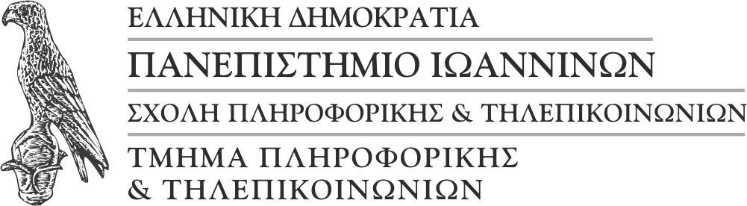 ΕΛΛΗΝΙΚΗ ΔΗΜΟΚΡΑΤΙΑ
ΠΑΝΕΠΙΣΤΗΜΙΟ ΙΩΑΝΝΙΝΩΝ
ΣΧΟΛΗ ΠΛΗΡΟΦΟΡΙΚΗΣ & ΤΗΛΕΠΙΚΟΙΝΩΝΙΩΝ
ΤΜΗΜΑ ΠΛΗΡΟΦΟΡΙΚΗΣ
& ΤΗΛΕΠΙΚΟΙΝΩΝΙΩΝ